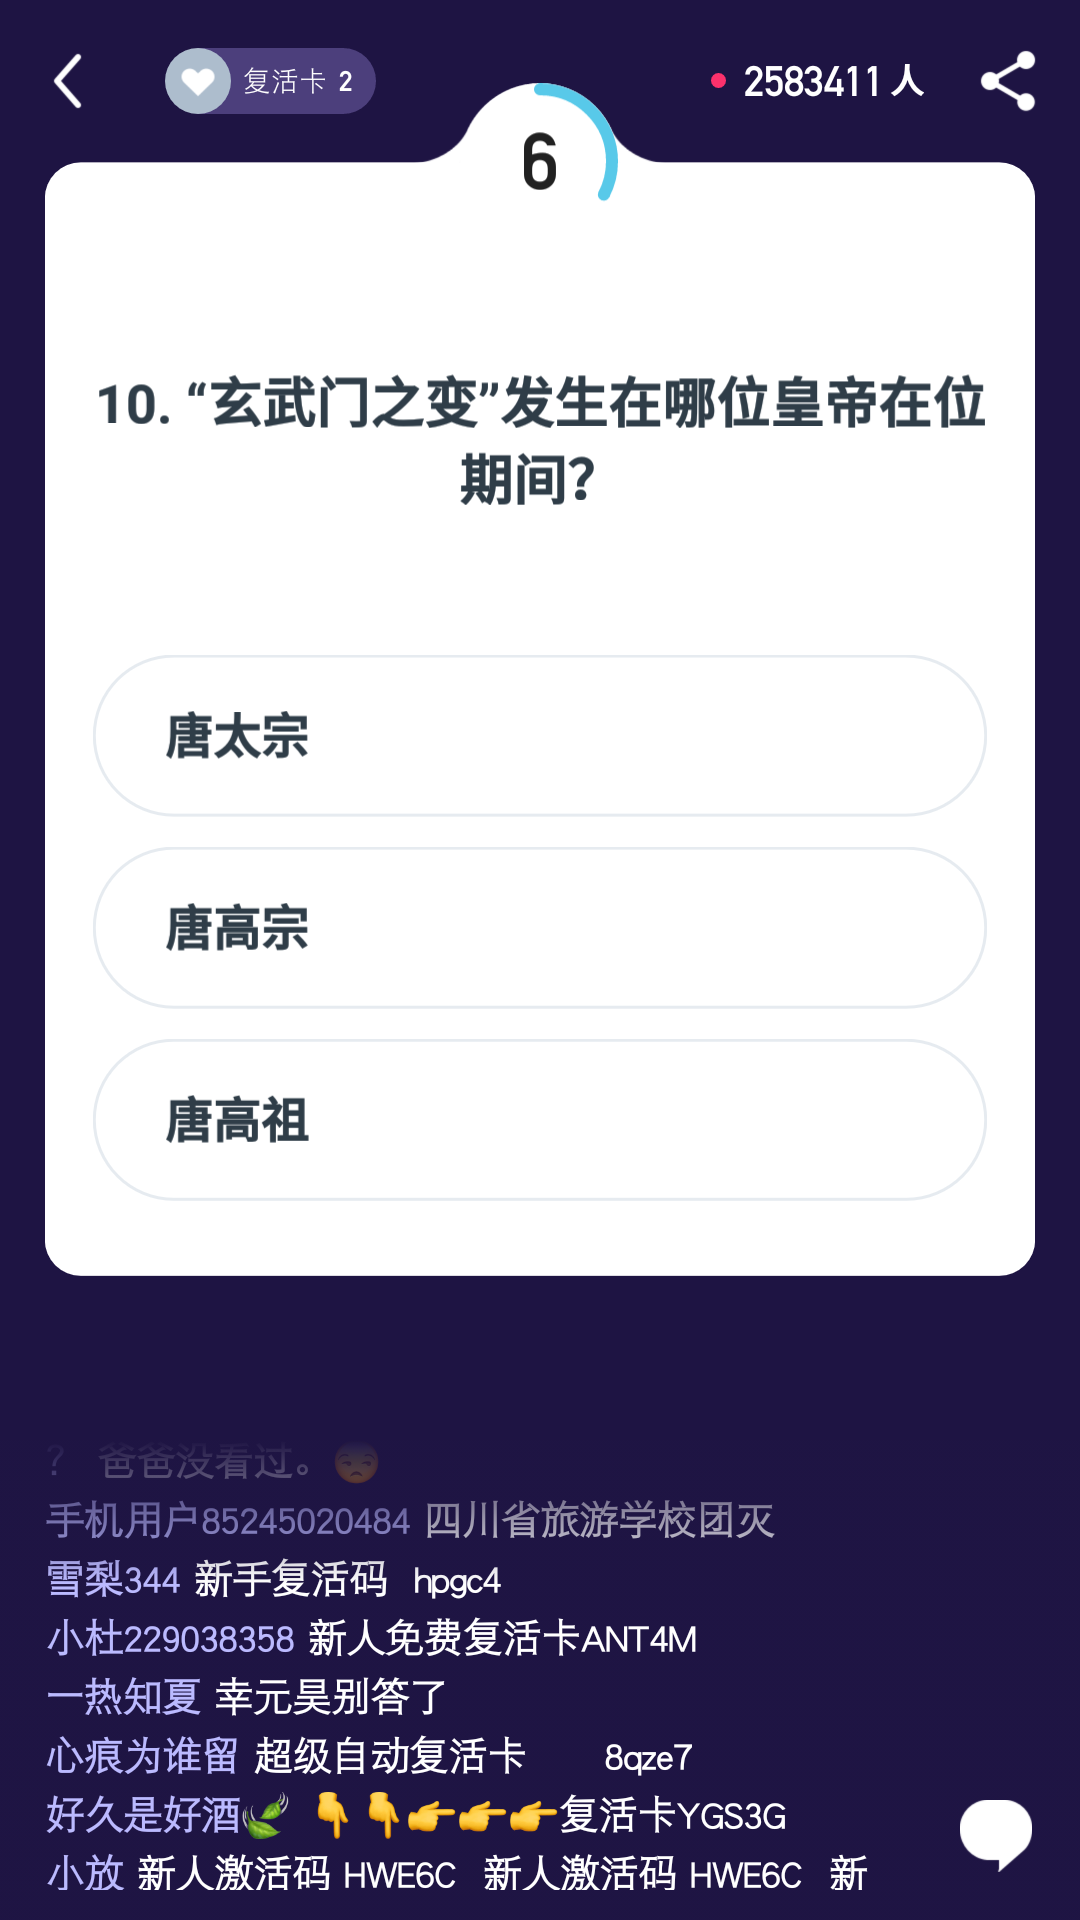 复活卡 2
2583411 人
6
10. “玄武门之变”发生在哪位皇帝在位
期间？
唐太宗
唐高宗
唐高祖
？ 爸爸没看过。😒
手机用户85245020484 四川省旅游学校团灭
雪梨344 新手复活码 hpgc4
小杜229038358 新人免费复活卡ANT4M
一热知夏 幸元昊别答了
心痕为谁留 超级自动复活卡 8qze7
好久是好酒🍃 👇👇👉👉👉复活卡YGS3G
小放 新人激活码 HWE6C 新人激活码 HWE6C 新